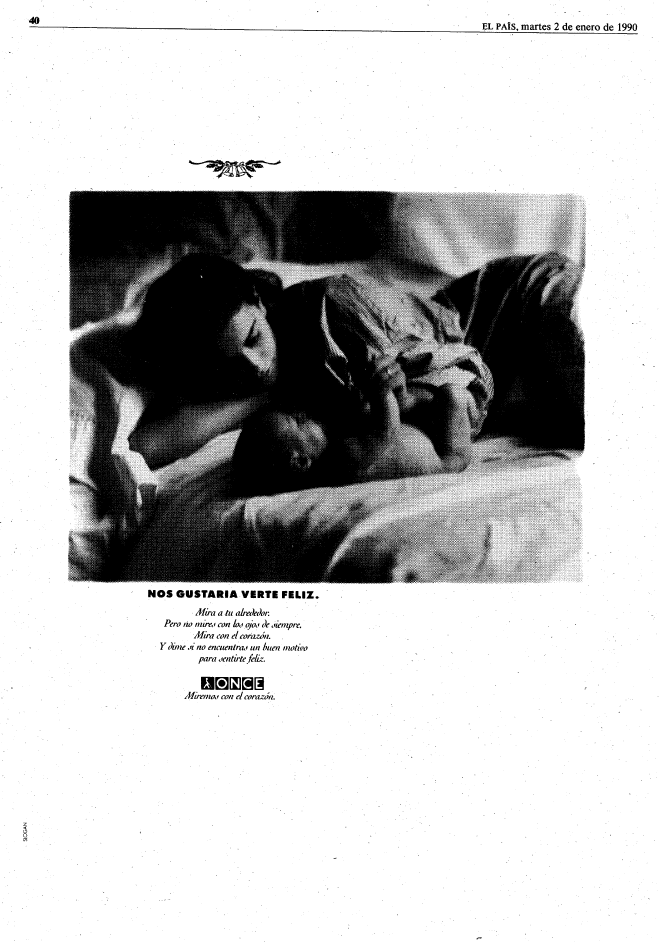 40
EL PAÍS, martes 2 de enero de 1990
NOS GUSTARIA VERTE FELIZ.
Mira a tu alrededor.
Pero no mires con los ojos de siempre.
Mira con el corazón.
Y dime si no encuentras un buen motivo
para sentirte feliz.
ONCE
Miremos con el corazón.
SLOGAN